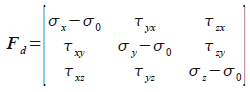 F_d = [ σ_x − σ_0   τ_yx   τ_zx
τ_xy   σ_y − σ_0   τ_zy
τ_xz   τ_yz   σ_z − σ_0 ]